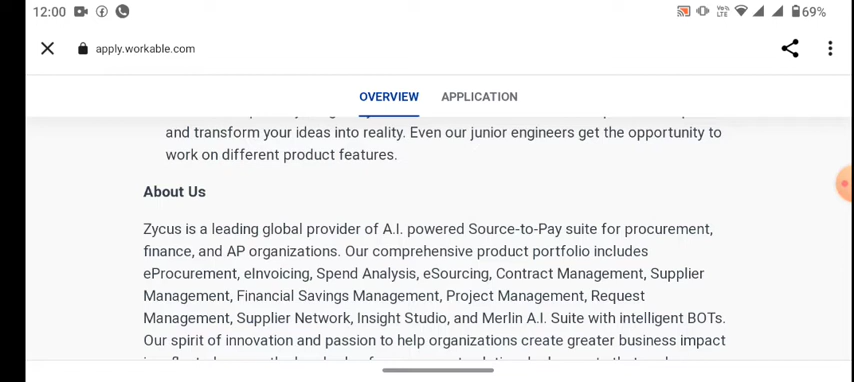 12:00
Vo)) LTE
69%
apply.workable.com
OVERVIEW APPLICATION
and transform your ideas into reality. Even our junior engineers get the opportunity to
work on different product features.
About Us
Zycus is a leading global provider of A.I. powered Source-to-Pay suite for procurement,
finance, and AP organizations. Our comprehensive product portfolio includes
eProcurement, eInvoicing, Spend Analysis, eSourcing, Contract Management, Supplier
Management, Financial Savings Management, Project Management, Request
Management, Supplier Network, Insight Studio, and Merlin A.I. Suite with intelligent BOTs.
Our spirit of innovation and passion to help organizations create greater business impact